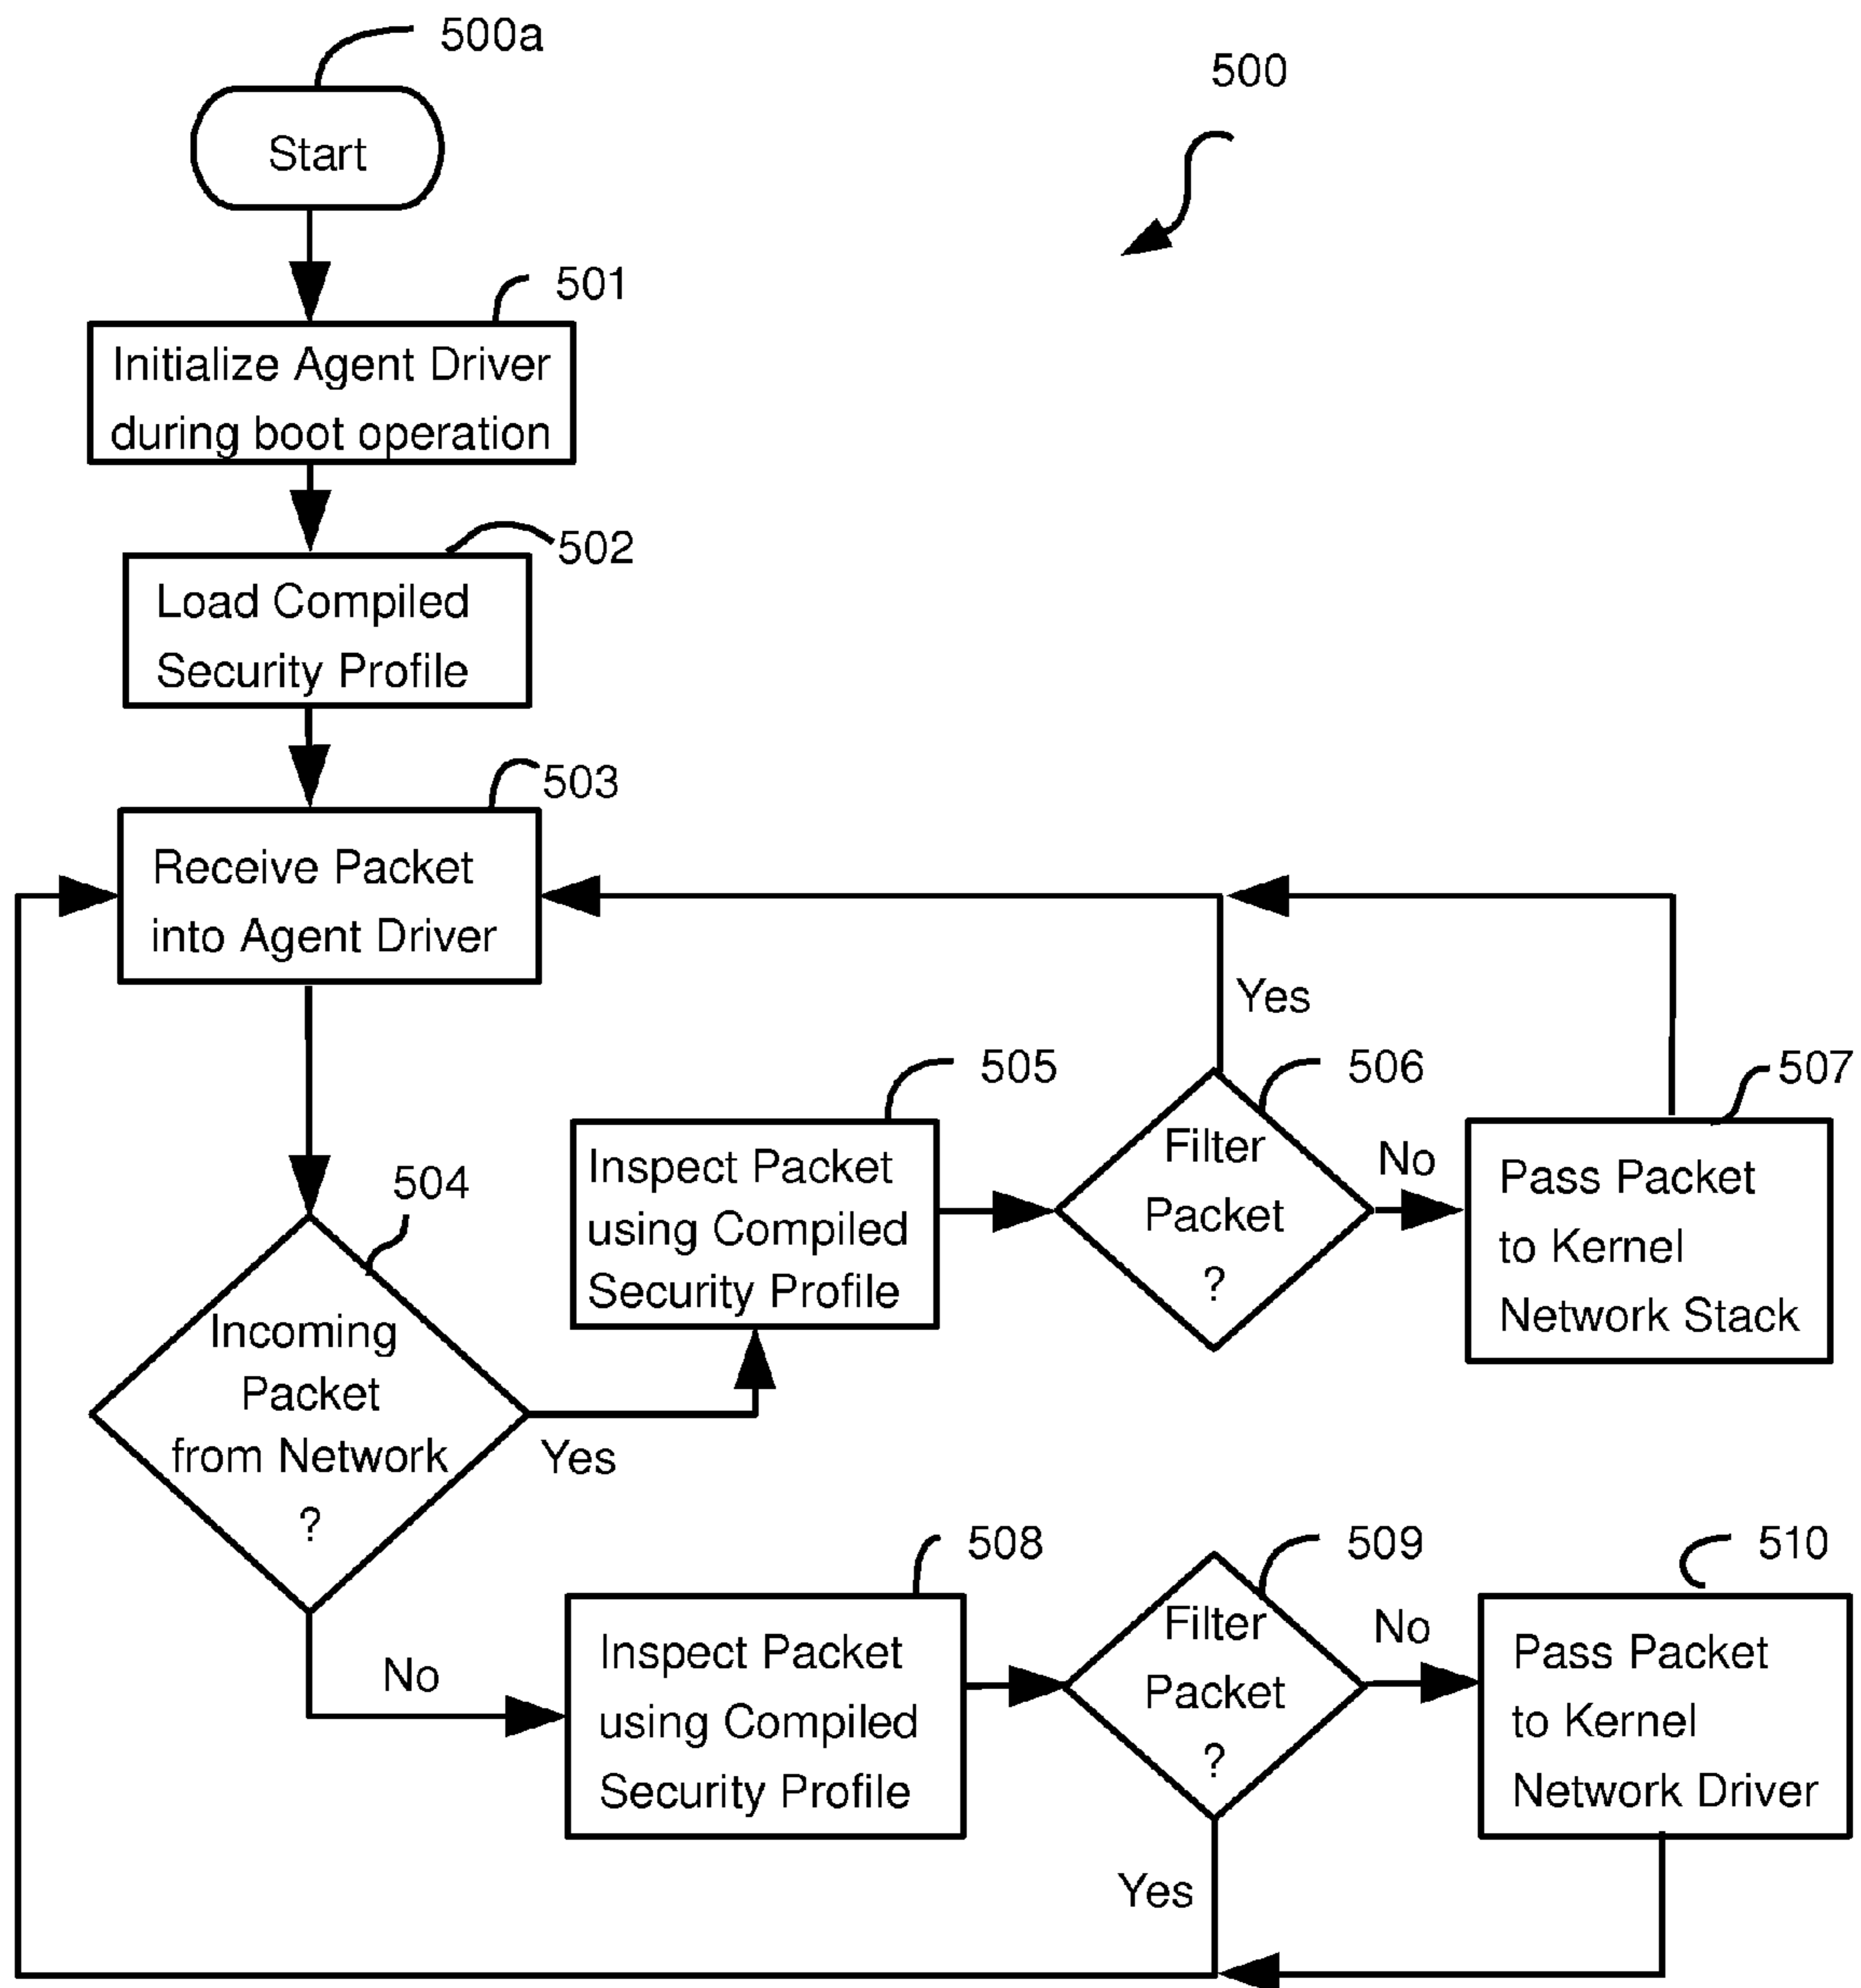 500a
500
Start
501
Initialize Agent Driver
during boot operation
502
Load Compiled
Security Profile
503
Receive Packet
into Agent Driver
Yes
504
Incoming
Packet
from Network
?
Yes
505
Inspect Packet
using Compiled
Security Profile
506
Filter
Packet
?
No
507
Pass Packet
to Kernel
Network Stack
No
508
Inspect Packet
using Compiled
Security Profile
509
Filter
Packet
?
No
510
Pass Packet
to Kernel
Network Driver
Yes